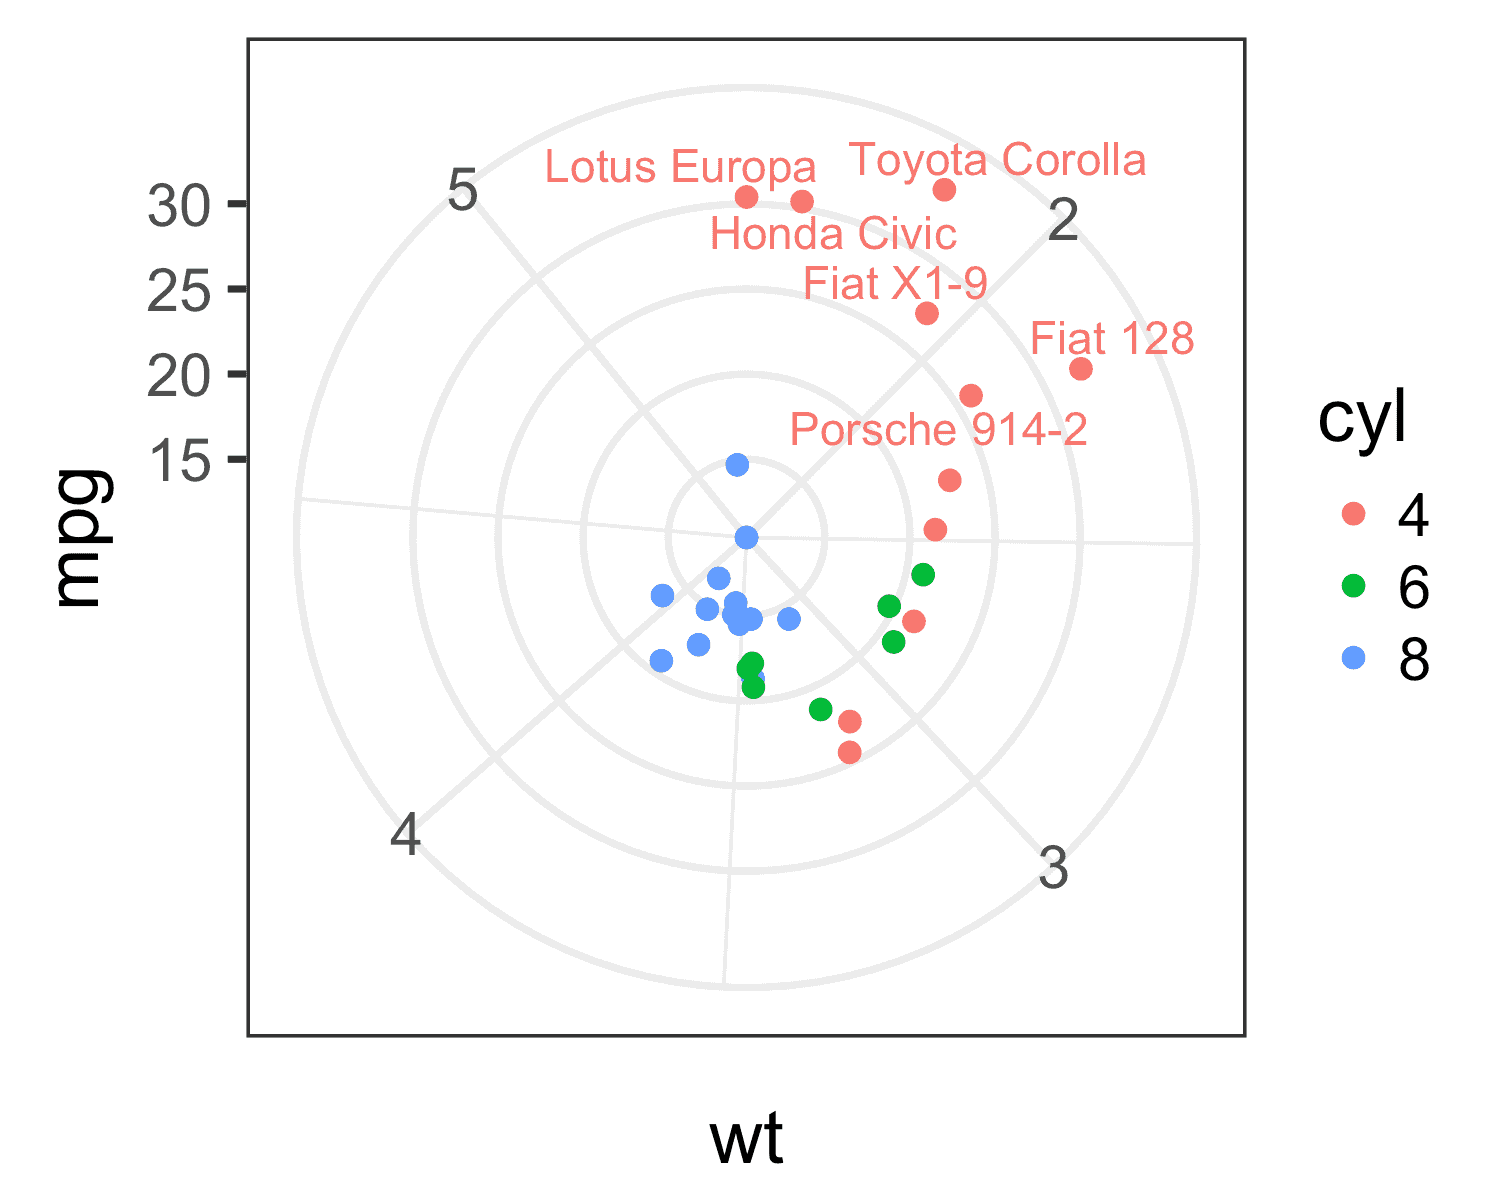 Lotus Europa
Toyota Corolla
5
2
30
Honda Civic
25
Fiat X1-9
Fiat 128
20
Porsche 914-2
15
mpg
cyl
4
6
8
4
3
wt